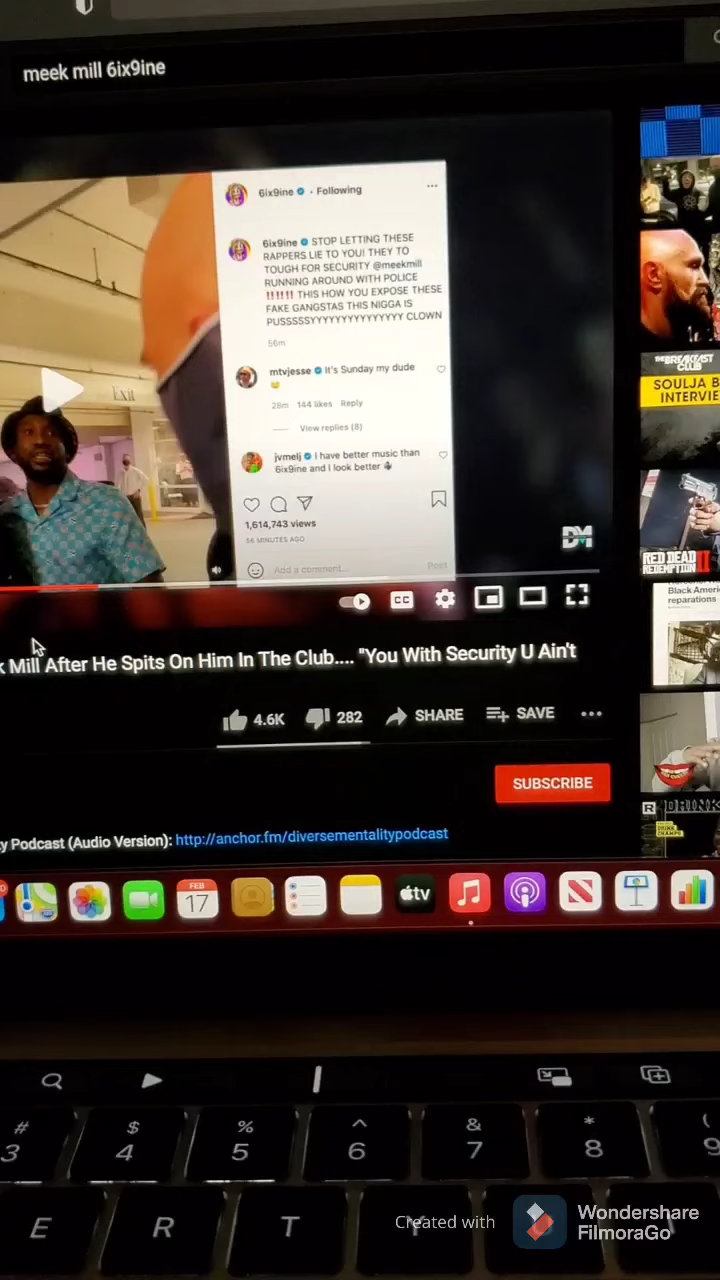 meek mill 6ix9ine
6ix9ine • Following
6ix9ine STOP LETTING THESE
RAPPERS LIE TO YOU! THEY TO
TOUGH FOR SECURITY @meekmill
RUNNING AROUND WITH POLICE
!!!!!! THIS HOW YOU EXPOSE THESE
FAKE GANGSTAS THIS NIGGA IS
PUSSSSSYYYYYYYYYYYYYYY CLOWN
56m
mtvjesse It's Sunday my dude
26m 144 likes Reply
View replies (8)
jvmelj I have better music than
6ix9ine and I look better
1,614,743 views
56 MINUTES AGO
Add a comment...
Post
Exit
DM
CC
THE BREAKFAST
CLUB
SOULJA B
INTERVIE
RED DEAD
REDEMPTION II
Black Ameri
reparations
k Mill After He Spits On Him In The Club.... "You With Security U Ain't
4.6K 282 SHARE SAVE
SUBSCRIBE
ty Podcast (Audio Version): http://anchor.fm/diversementalitypodcast
R DRINK
DRINK
CHAMPS
FEB
17
tv
# $ % ^ & * (
3 4 5 6 7 8 9
E R T Y
Created with
Wondershare
FilmoraGo